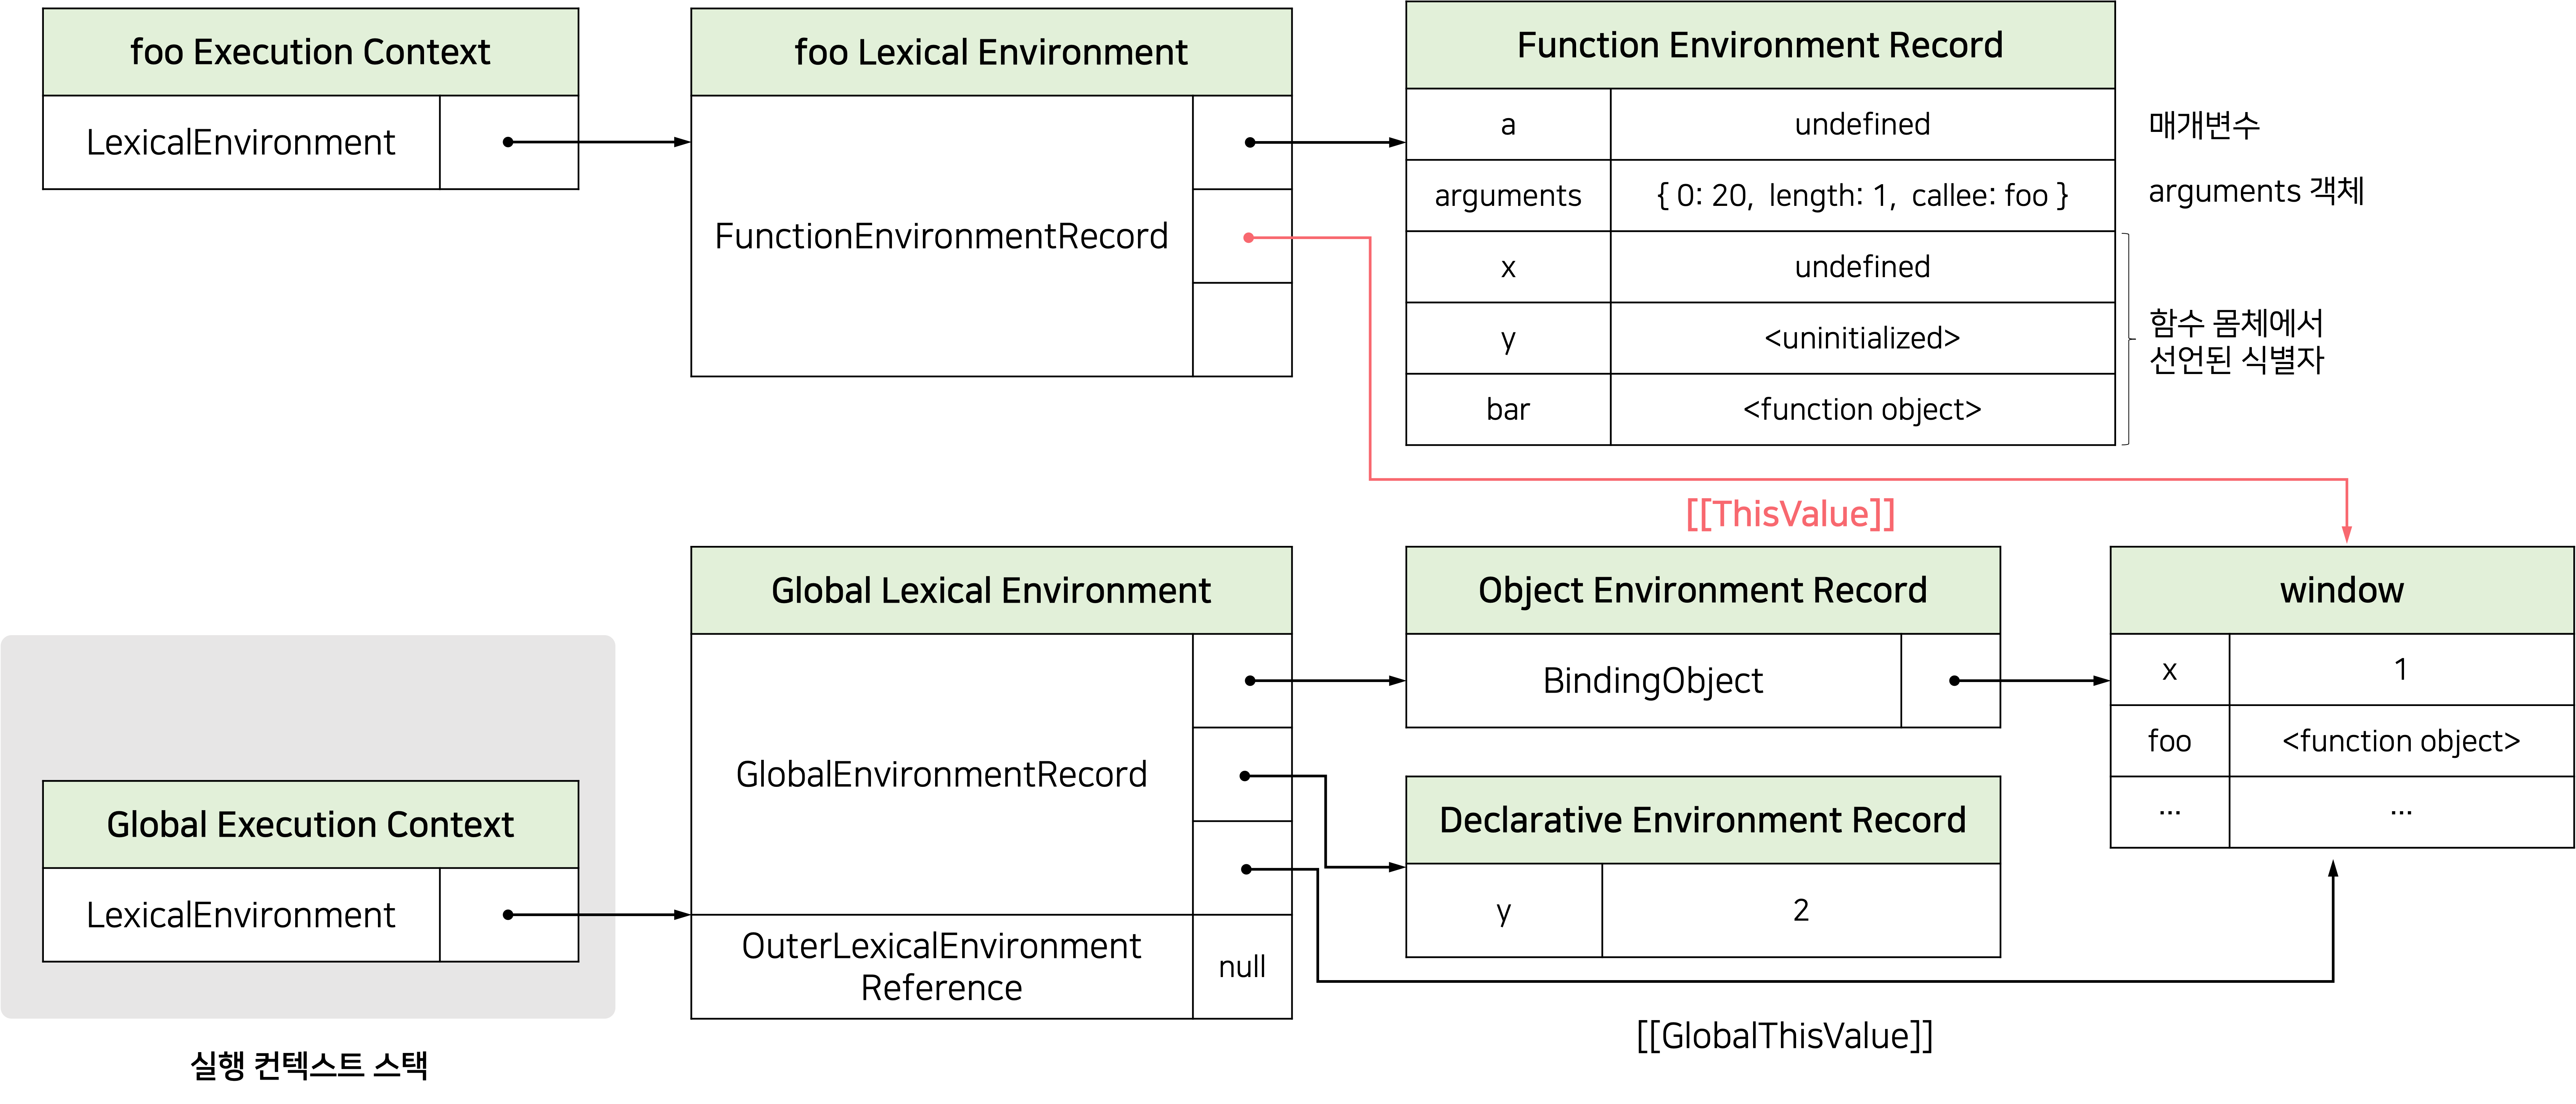 foo Execution Context
LexicalEnvironment
foo Lexical Environment
FunctionEnvironmentRecord
Function Environment Record
a undefined
매개변수
arguments { 0: 20, length: 1, callee: foo }
arguments 객체
x undefined
y <uninitialized>
bar <function object>
함수 몸체에서
선언된 식별자
[[ThisValue]]
Global Execution Context
LexicalEnvironment
실행 컨텍스트 스택
Global Lexical Environment
GlobalEnvironmentRecord
OuterLexicalEnvironment
Reference
null
Object Environment Record
BindingObject
Declarative Environment Record
y 2
window
x 1
foo <function object>
... ...
[[GlobalThisValue]]